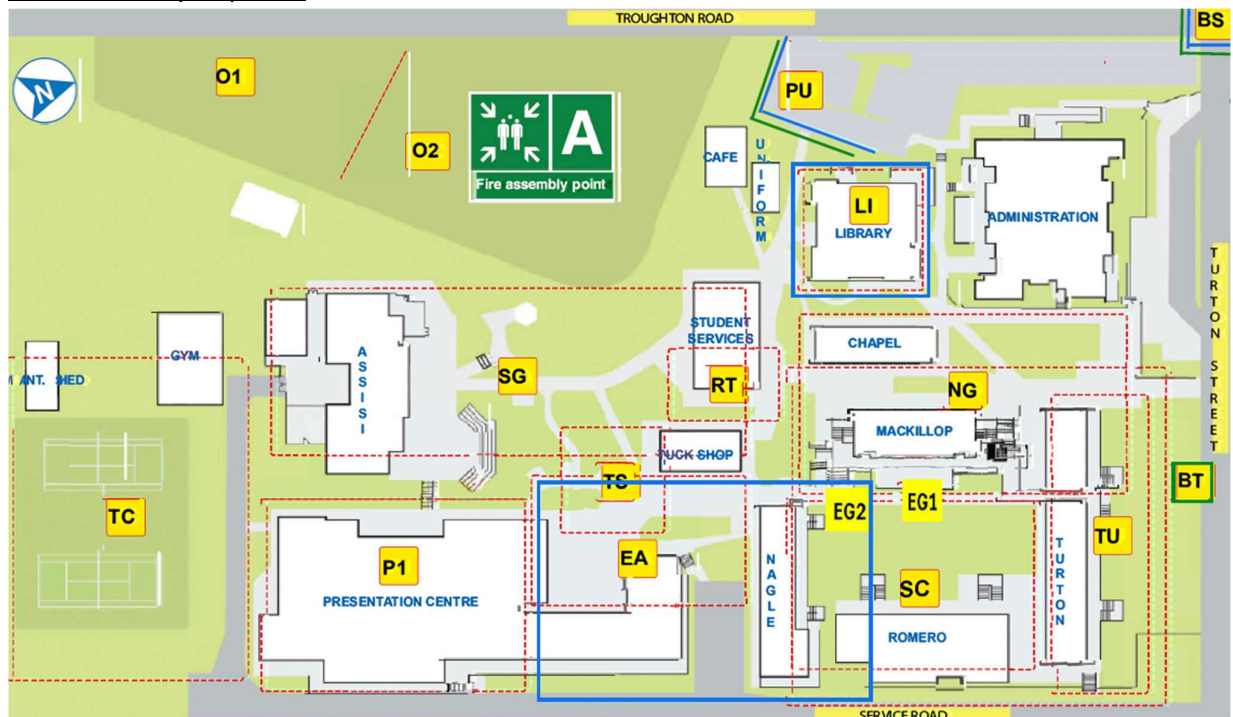 TROUGHTON ROAD
BS
O1
PU
N
O2
A
CAFE
UNIFORM
Fire assembly point
LI
LIBRARY
ADMINISTRATION
TURTON STREET
STUDENT
SERVICES
CHAPEL
GYM
ASSISI
SG
RT
NG
ANT. SHED
MACKILLOP
TUCK SHOP
TS
BT
EG2
EG1
TC
TU
EA
P1
NAGLE
TURTON
SC
PRESENTATION CENTRE
ROMERO
SERVICE ROAD